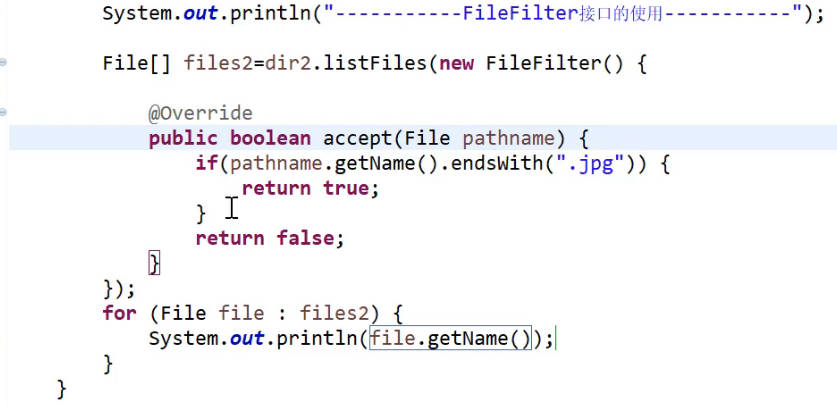 System.out.println("-----------FileFilter接口的使用-----------");
File[] files2=dir2.listFiles(new FileFilter() {
@Override
public boolean accept(File pathname) {
if(pathname.getName().endsWith(".jpg")) {
return true;
}
return false;
}
});
for (File file : files2) {
System.out.println(file.getName());
}
}